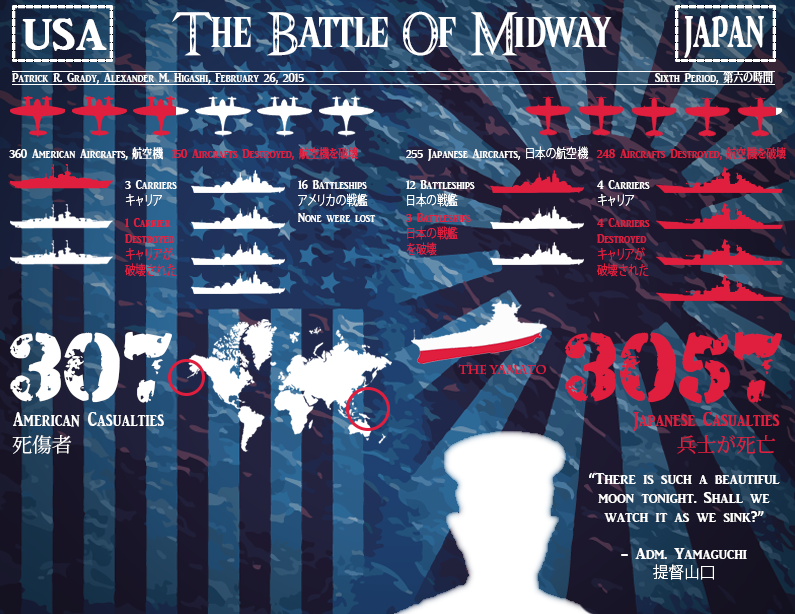 USA
The Battle Of Midway
JAPAN
Patrick R. Grady, Alexander M. Higashi, February 26, 2015
Sixth Period, 第六の時間
360 American Aircrafts, 航空機
150 Aircrafts Destroyed, 航空機を破壊
255 Japanese Aircrafts, 日本の航空機
248 Aircrafts Destroyed, 航空機を破壊
3 Carriers
キャリア
1 Carrier
Destroyed
キャリアが
破壊された
16 Battleships
アメリカの戦艦
None were lost
12 Battleships
日本の戦艦
3 Battleships
日本の戦艦
を破壊
4 Carriers
キャリア
4 Carriers
Destroyed
キャリアが
破壊された
307
American Casualties
死傷者
THE YAMATO
3057
Japanese Casualties
兵士が死亡
“There is such a beautiful
moon tonight. Shall we
watch it as we sink?”
– Adm. Yamaguchi
提督山口